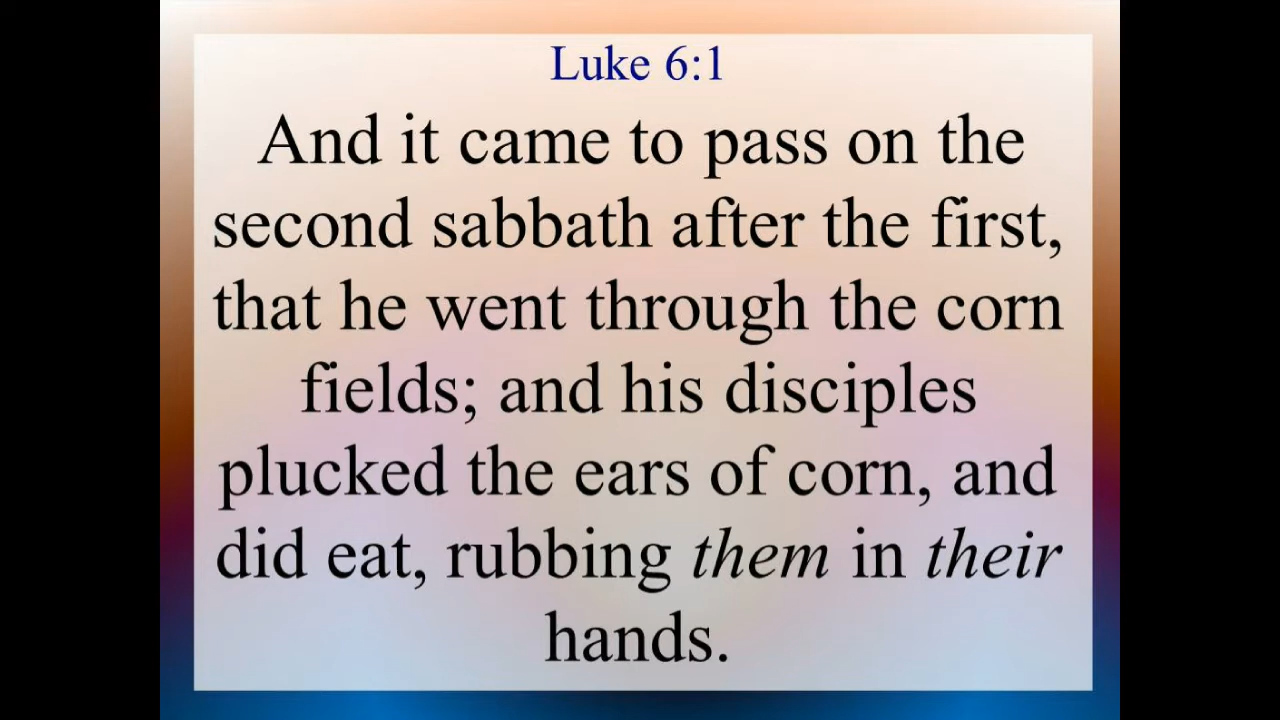 Luke 6:1
And it came to pass on the
second sabbath after the first,
that he went through the corn
fields; and his disciples
plucked the ears of corn, and
did eat, rubbing them in their
hands.